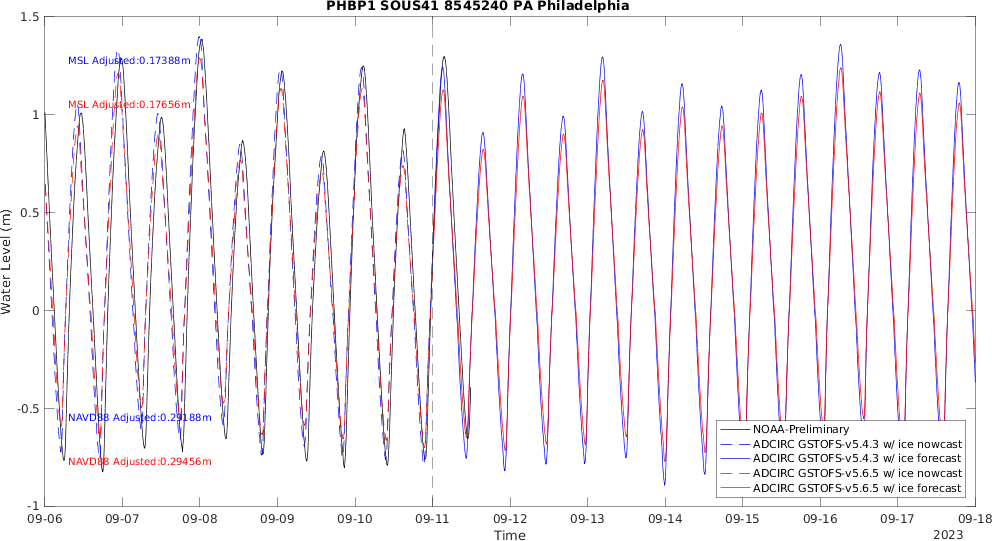 PHBP1 SOUS41 8545240 PA Philadelphia
1.5
1
0.5
0
-0.5
-1
Water Level (m)
MSL Adjusted:0.17388m
MSL Adjusted:0.17656m
NAVD88 Adjusted:0.29188m
NAVD88 Adjusted:0.29456m
NOAA-Preliminary
ADCIRC GSTOFS-v5.4.3 w/ ice nowcast
ADCIRC GSTOFS-v5.4.3 w/ ice forecast
ADCIRC GSTOFS-v5.6.5 w/ ice nowcast
ADCIRC GSTOFS-v5.6.5 w/ ice forecast
09-06 09-07 09-08 09-09 09-10 09-11 09-12 09-13 09-14 09-15 09-16 09-17 09-18
Time
2023